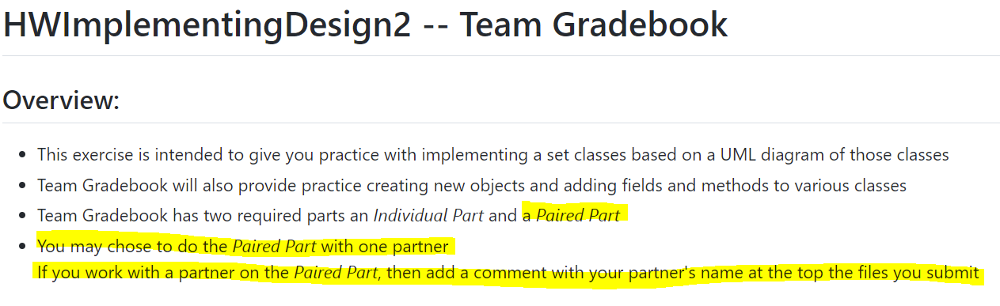 HWImplementingDesign2 -- Team Gradebook
Overview:
This exercise is intended to give you practice with implementing a set classes based on a UML diagram of those classes
Team Gradebook will also provide practice creating new objects and adding fields and methods to various classes
Team Gradebook has two required parts an Individual Part and a Paired Part
You may chose to do the Paired Part with one partner
If you work with a partner on the Paired Part, then add a comment with your partner's name at the top the files you submit